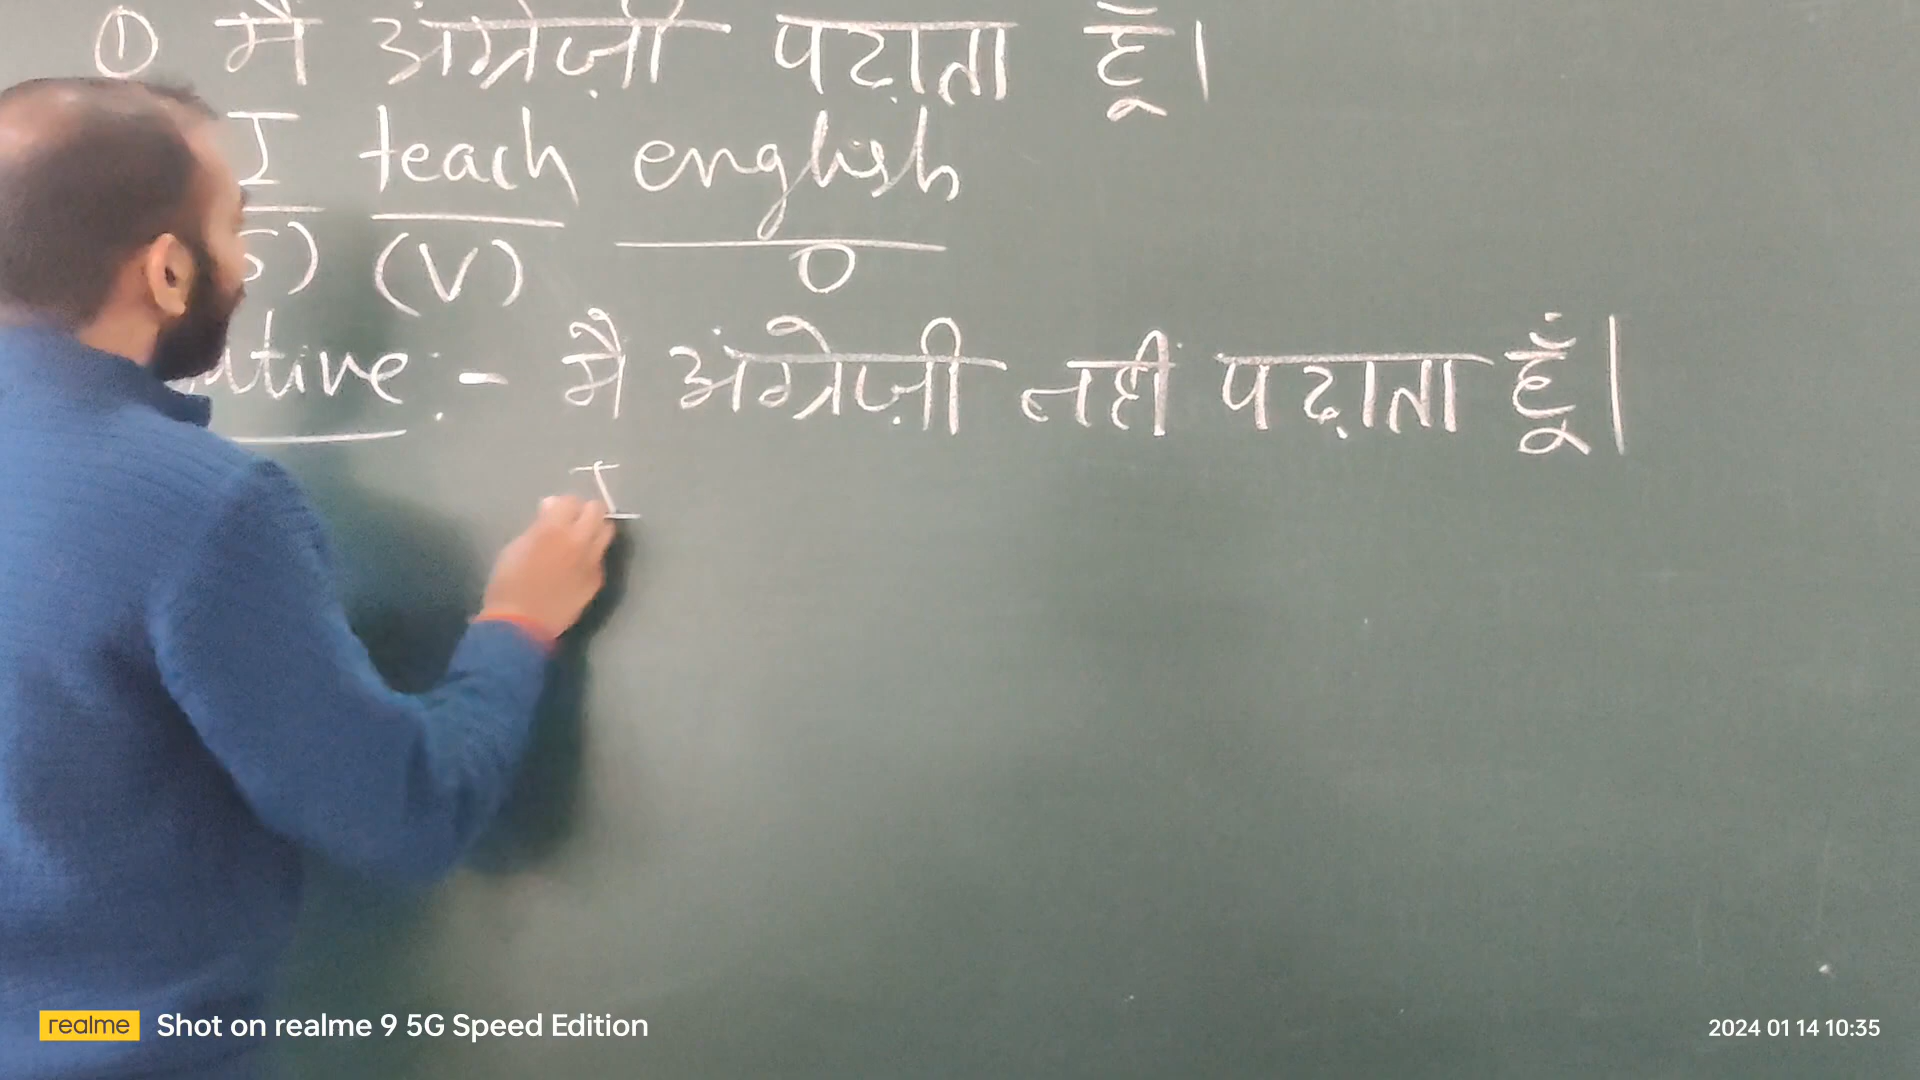 ① मैं अंग्रेज़ी पढ़ाता हूँ।
I teach english
(V) O
:- मै अंग्रेज़ी नहीं पढ़ाता हूँ।
I
realme Shot on realme 9 5G Speed Edition
2024 01 14 10:35